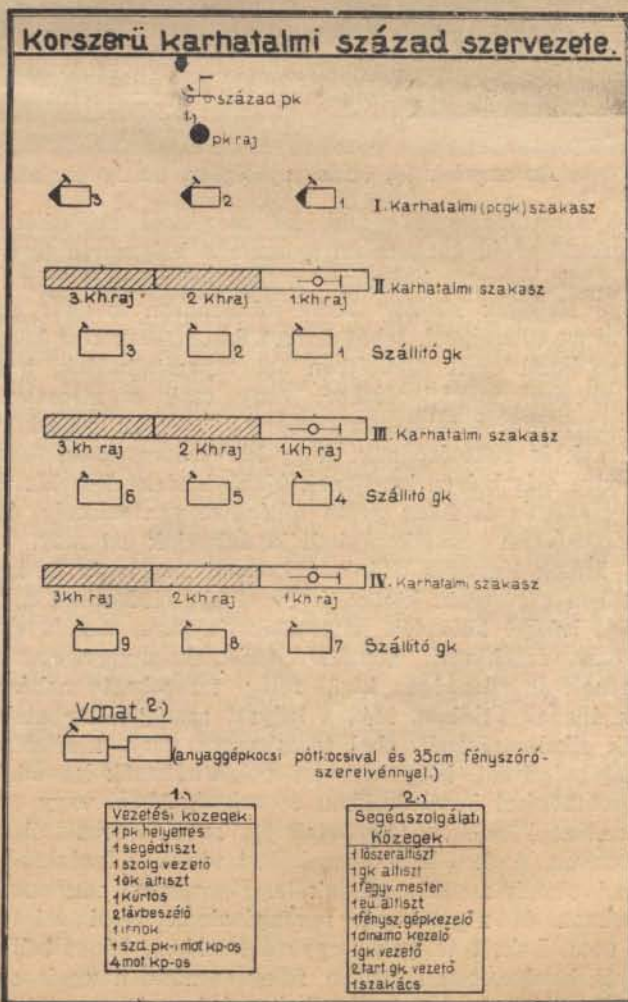 Korszerü karhatalmi század szervezete.
század pk
1.)
pk raj
3 2 1 I. Karhatalmi (pcgk) szakasz
II. Karhatalmi szakasz
3. Kh raj 2 Kh raj 1 Kh raj
3 2 1 Szállító gk
III. Karhatalmi szakasz
3 kh raj 2 Kh raj 1 Kh raj
6 5 4 Szállító gk
IV. Karhatalmi szakasz
3 kh raj 2 kh raj 1 kh raj
9 8 7 Szállító gk
Vonat 2.)
(anyaggépkocsi pótkocsival és 35cm fényszóró-
szerelvénnyel.)
1.)
Vezetési közegek:
1 pk helyettes
1 segédtiszt
1 szolg vezető
1 ök altiszt
1 kürtös
2 távbeszélő
1 irnok
1 szd. pk-i mot kp-os
4 mot kp-os
2.)
Segédszolgálati
Közegek:
1 lőszeraltiszt
1 gk altiszt
1 fegyv mester
1 eü altiszt
1 fénysz gépkezelő
1 dinamó kezelő
1 gk vezető
2 tart gk vezető
1 szakács